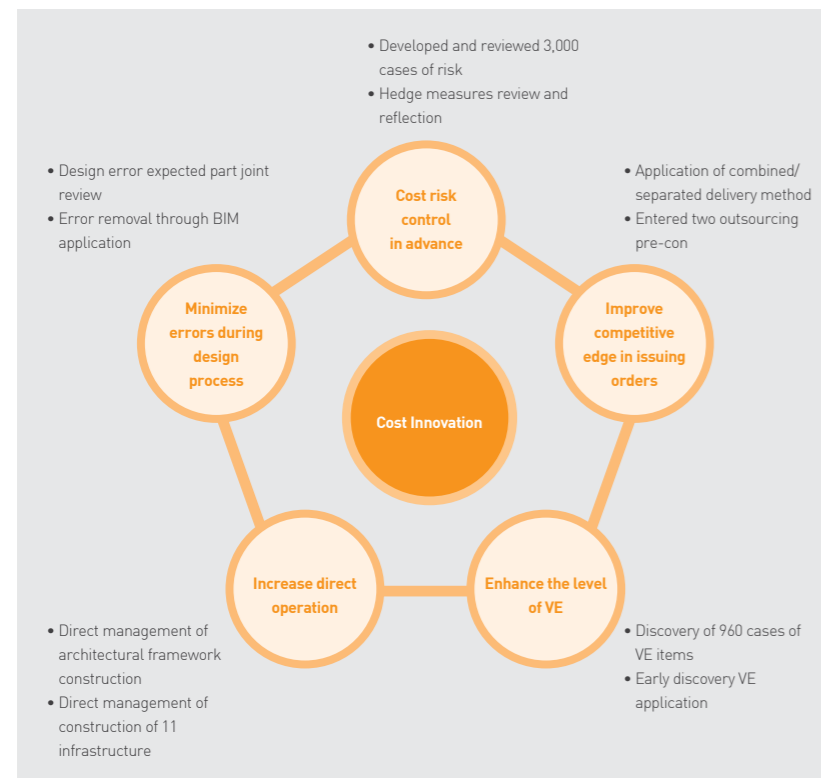 • Developed and reviewed 3,000
cases of risk
• Hedge measures review and
reflection
• Design error expected part joint
review
• Error removal through BIM
application
• Application of combined/
separated delivery method
• Entered two outsourcing
pre-con
Cost risk
control
in advance
Minimize
errors during
design
process
Improve
competitive
edge in issuing
orders
Cost Innovation
Increase direct
operation
Enhance the level
of VE
• Direct management of
architectural framework
construction
• Direct management of
construction of 11
infrastructure
• Discovery of 960 cases of
VE items
• Early discovery VE
application